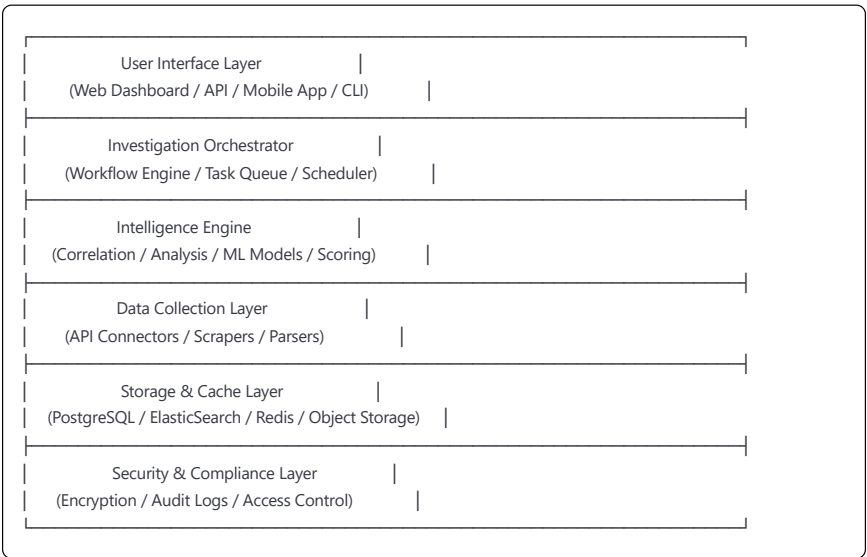 User Interface Layer
(Web Dashboard / API / Mobile App / CLI)
Investigation Orchestrator
(Workflow Engine / Task Queue / Scheduler)
Intelligence Engine
(Correlation / Analysis / ML Models / Scoring)
Data Collection Layer
(API Connectors / Scrapers / Parsers)
Storage & Cache Layer
(PostgreSQL / ElasticSearch / Redis / Object Storage)
Security & Compliance Layer
(Encryption / Audit Logs / Access Control)